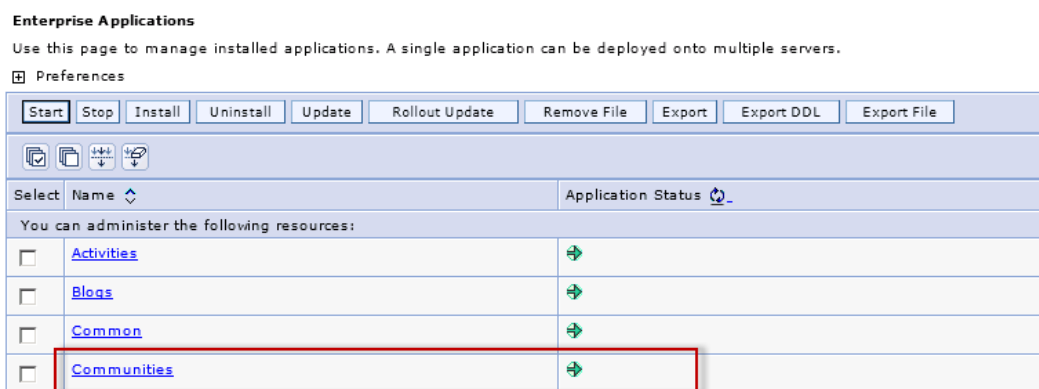 Enterprise Applications
Use this page to manage installed applications. A single application can be deployed onto multiple servers.
Preferences
Start Stop Install Uninstall Update Rollout Update Remove File Export Export DDL Export File
Select Name Application Status
You can administer the following resources:
Activities
Blogs
Common
Communities